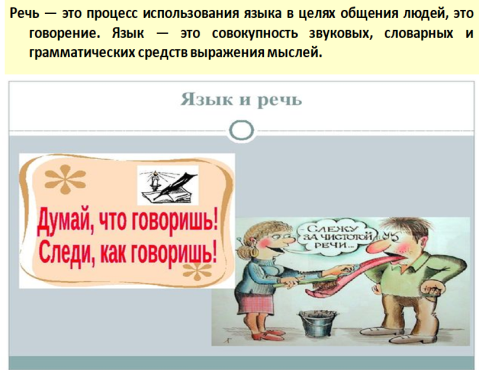 Речь — это процесс использования языка в целях общения людей, это
говорение. Язык — это совокупность звуковых, словарных и
грамматических средств выражения мыслей.
Язык и речь
Думай, что говоришь!
Следи, как говоришь!
СЛЕЖУ
ЗА ЧИСТОТОЙ
РЕЧИ...